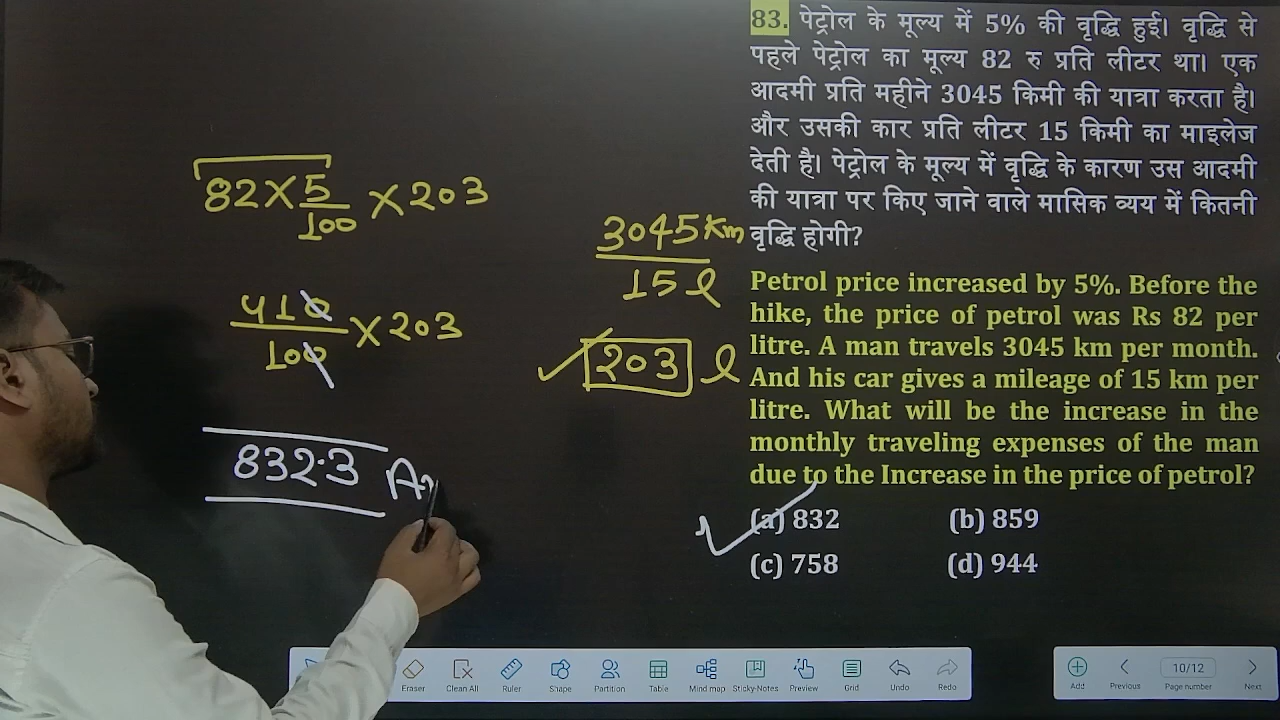 83. पेट्रोल के मूल्य में 5% की वृद्धि हुई। वृद्धि से
पहले पेट्रोल का मूल्य 82 रु प्रति लीटर था। एक
आदमी प्रति महीने 3045 किमी की यात्रा करता है।
और उसकी कार प्रति लीटर 15 किमी का माइलेज
देती है। पेट्रोल के मूल्य में वृद्धि के कारण उस आदमी
की यात्रा पर किए जाने वाले मासिक व्यय में कितनी
वृद्धि होगी?
Petrol price increased by 5%. Before the
hike, the price of petrol was Rs 82 per
litre. A man travels 3045 km per month.
And his car gives a mileage of 15 km per
litre. What will be the increase in the
monthly traveling expenses of the man
due to the Increase in the price of petrol?
(a) 832 (b) 859
(c) 758 (d) 944
82×5/100 ×203
410/100 ×203
832.3 An
3045Km
15 l
203 l
Eraser Clean All Ruler Shape Partition Table Mind map Sticky-Notes Preview Grid Undo Redo
Add Previous 10/12 Page number Next